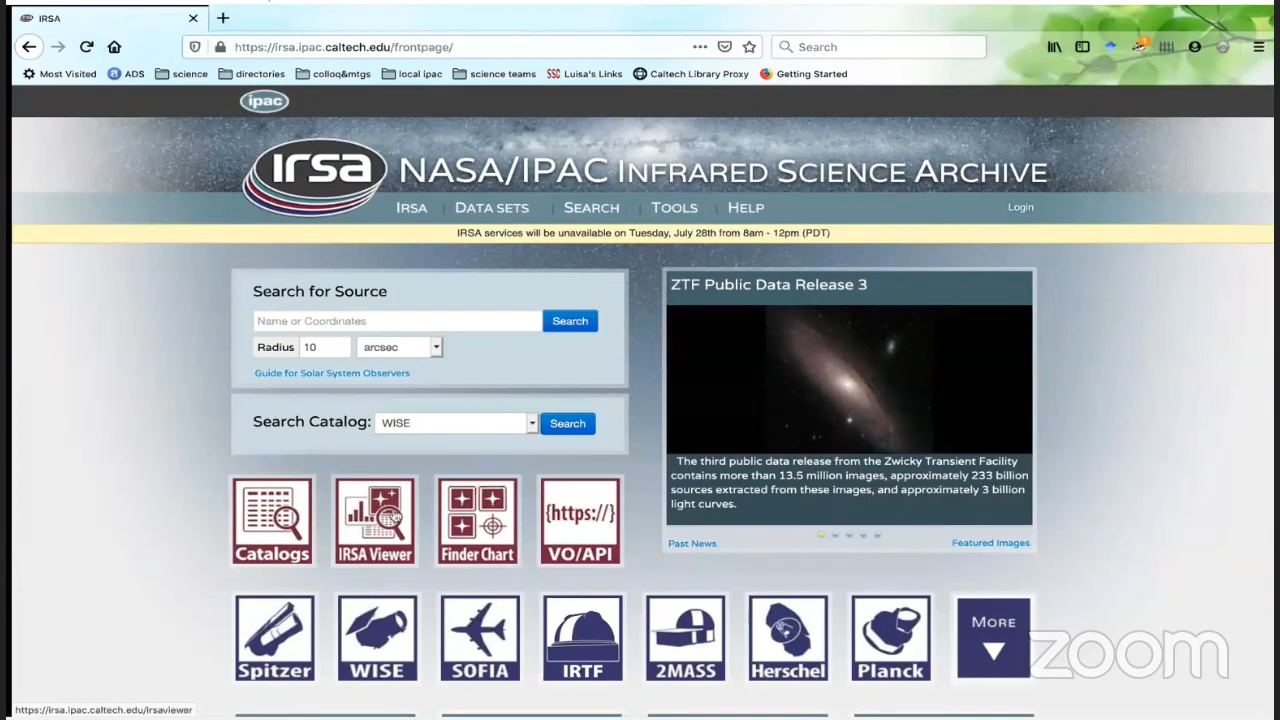 IRSA
https://irsa.ipac.caltech.edu/frontpage/
Search
Most Visited ADS science directories colloq&mtgs local ipac science teams SSC Luisa's Links Caltech Library Proxy Getting Started
ipac
irsa NASA/IPAC INFRARED SCIENCE ARCHIVE
IRSA DATA SETS SEARCH TOOLS HELP Login
IRSA services will be unavailable on Tuesday, July 28th from 8am - 12pm (PDT)
Search for Source
Name or Coordinates Search
Radius 10 arcsec
Guide for Solar System Observers
Search Catalog: WISE Search
ZTF Public Data Release 3
The third public data release from the Zwicky Transient Facility
contains more than 13.5 million images, approximately 233 billion
sources extracted from these images, and approximately 3 billion
light curves.
Past News Featured Images
{https://}
Catalogs IRSA Viewer Finder Chart VO/API
MORE
Spitzer WISE SOFIA IRTF 2MASS Herschel Planck
zoom
https://irsa.ipac.caltech.edu/irsaviewer